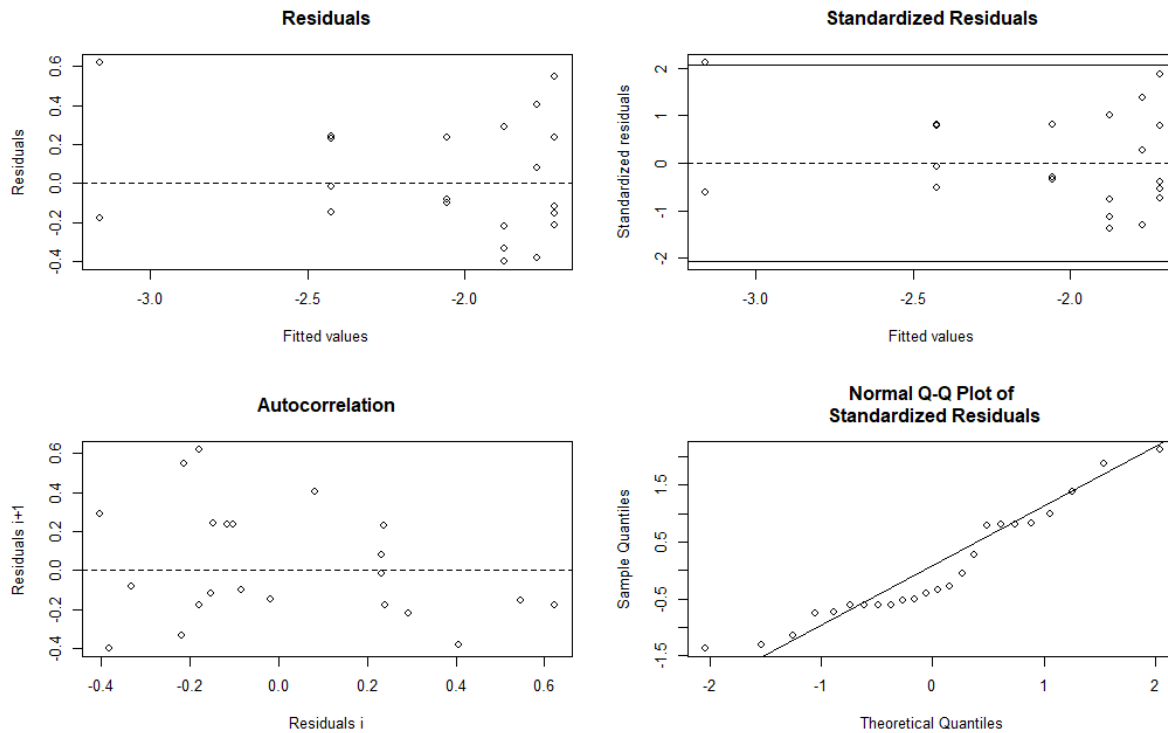 Residuals
Residuals
0.6
0.4
0.2
0.0
-0.2
-0.4
-3.0 -2.5 -2.0
Fitted values
Standardized Residuals
Standardized residuals
2
1
0
-1
-2
-3.0 -2.5 -2.0
Fitted values
Autocorrelation
Residuals i+1
0.6
0.4
0.2
0.0
-0.2
-0.4
-0.4 -0.2 0.0 0.2 0.4 0.6
Residuals i
Normal Q-Q Plot of
Standardized Residuals
Sample Quantiles
1.5
0.5
-0.5
-1.5
-2 -1 0 1 2
Theoretical Quantiles